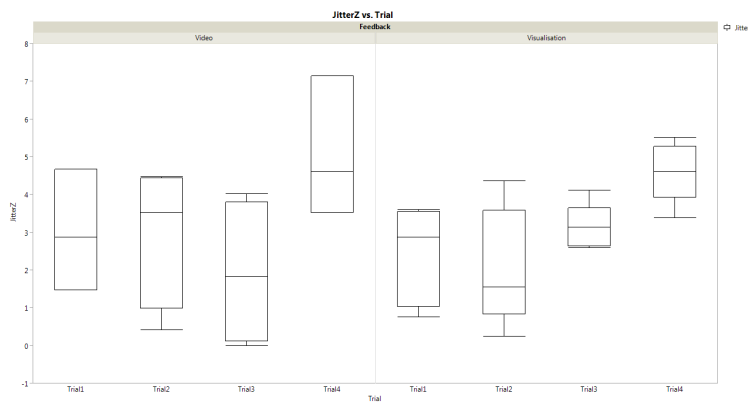 JitterZ vs. Trial
Feedback
Video Visualisation
Jitte
8
7
6
5
4
3
2
1
0
-1
JitterZ
Trial1 Trial2 Trial3 Trial4 Trial1 Trial2 Trial3 Trial4
Trial